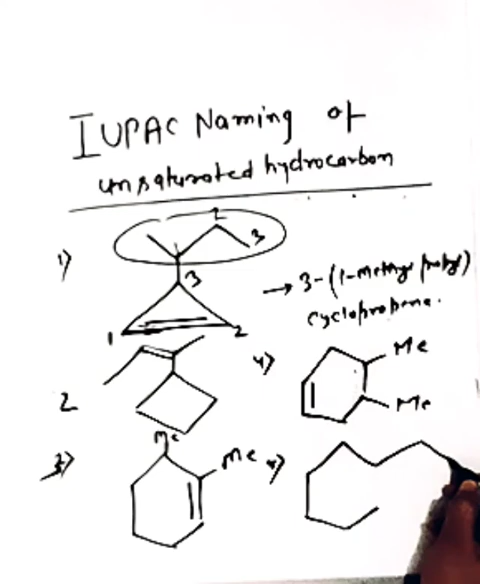 IUPAC Naming of
unsaturated hydrocarbon
2
1)
3
3
→ 3-(1-methyl propyl)
cyclopropene.
1
2
4)
Me
2
Me
Me
3)
Me
4)